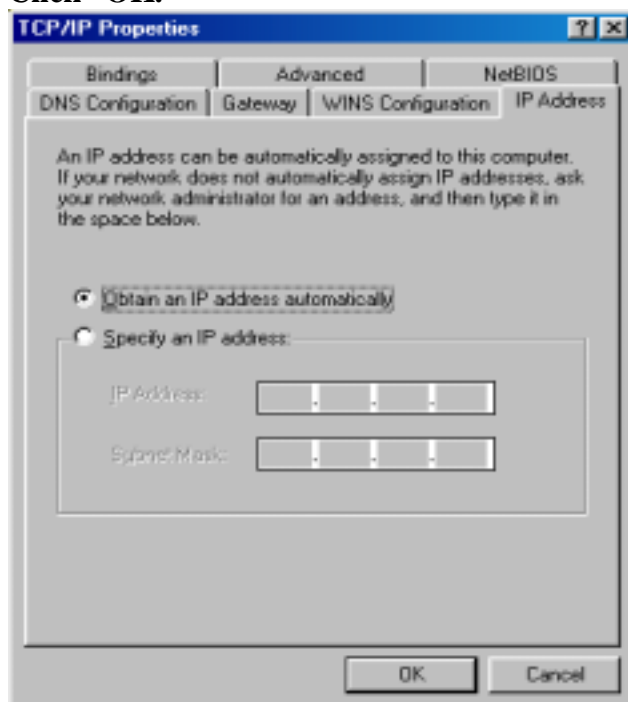 Click "OK.
TCP/IP Properties
Bindings Advanced NetBIOS
DNS Configuration Gateway WINS Configuration IP Address
An IP address can be automatically assigned to this computer.
If your network does not automatically assign IP addresses, ask
your network administrator for an address, and then type it in
the space below.
Obtain an IP address automatically
Specify an IP address:
IP Address:
Subnet Mask:
OK Cancel